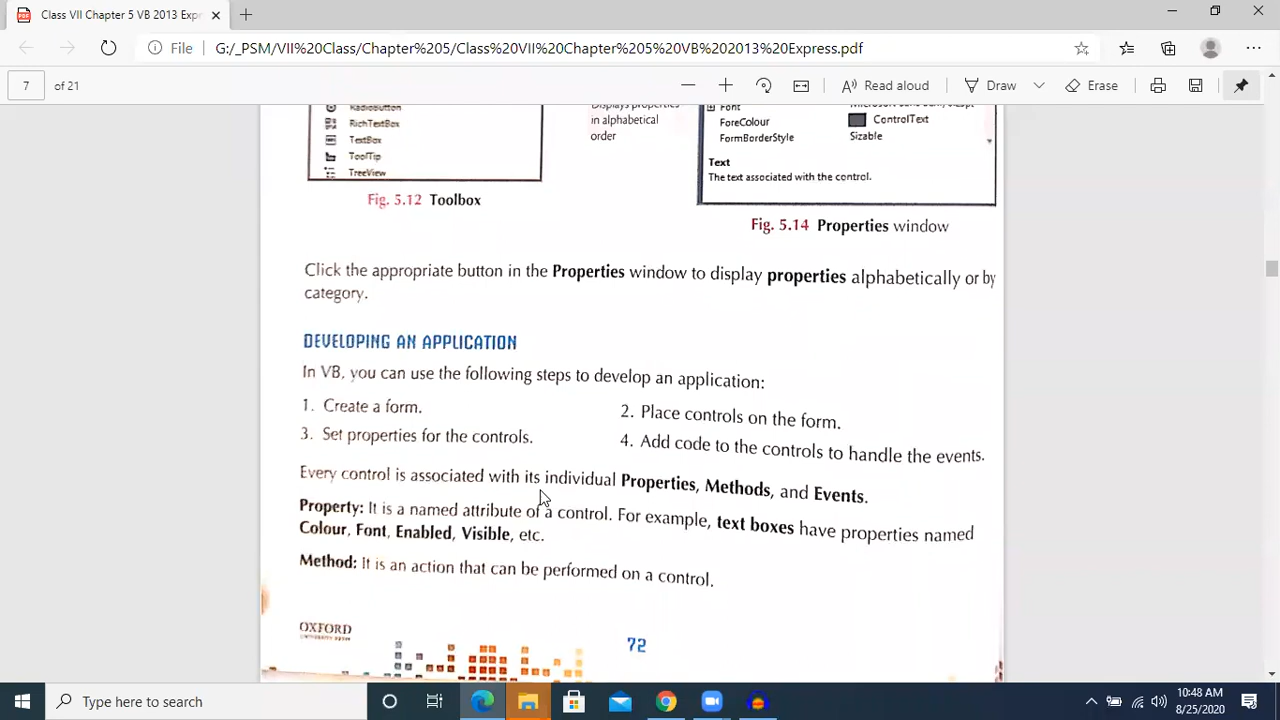 Class VII Chapter 5 VB 2013 Expr
File G:/_PSM/VII%20Class/Chapter%205/Class%20VII%20Chapter%205%20VB%202013%20Express.pdf
7 of 21 Read aloud Draw Erase
RadioButton
RichTextBox
TextBox
ToolTip
TreeView
Fig. 5.12 Toolbox
Displays properties
in alphabetical
order
Font
ForeColour ControlText
FormBorderStyle Sizable
Text
The text associated with the control.
Fig. 5.14 Properties window
Click the appropriate button in the Properties window to display properties alphabetically or by
category.
DEVELOPING AN APPLICATION
In VB, you can use the following steps to develop an application:
1. Create a form. 2. Place controls on the form.
3. Set properties for the controls. 4. Add code to the controls to handle the events.
Every control is associated with its individual Properties, Methods, and Events.
Property: It is a named attribute of a control. For example, text boxes have properties named
Colour, Font, Enabled, Visible, etc.
Method: It is an action that can be performed on a control.
OXFORD
UNIVERSITY PRESS
72
Type here to search
10:48 AM
8/25/2020